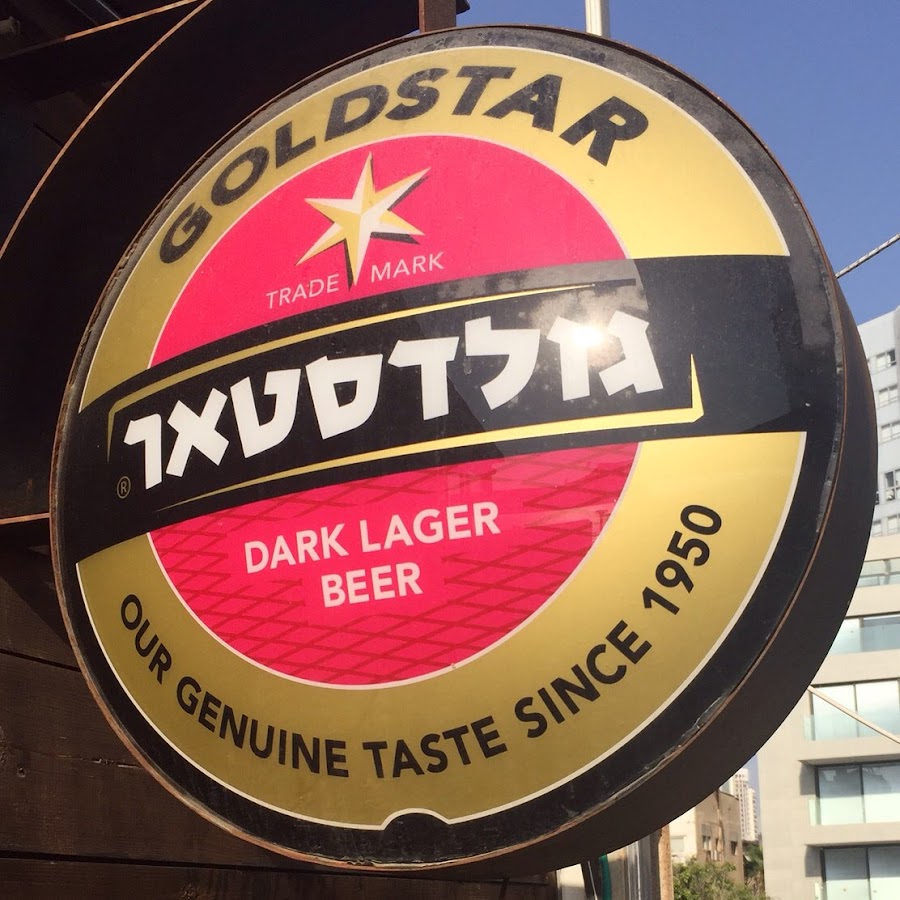 GOLDSTAR
TRADE MARK
גולדסטאר
®
DARK LAGER
BEER
OUR GENUINE TASTE SINCE 1950